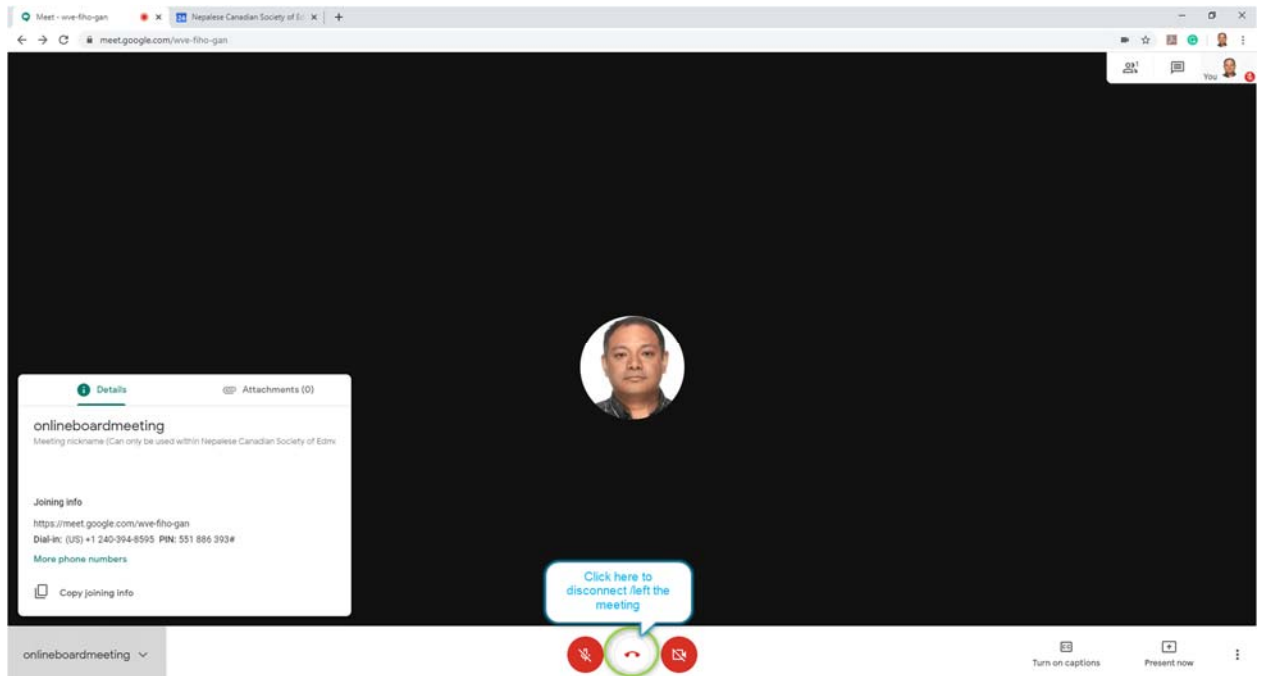 Meet - wve-fiho-gan
Nepalese Canadian Society of Ed
meet.google.com/wve-fiho-gan
You
Details
Attachments (0)
onlineboardmeeting
Meeting nickname (Can only be used within Nepalese Canadian Society of Edm
Joining info
https://meet.google.com/wve-fiho-gan
Dial-in: (US) +1 240-394-8595 PIN: 551 886 393#
More phone numbers
Copy joining info
Click here to
disconnect /left the
meeting
onlineboardmeeting
Turn on captions
Present now